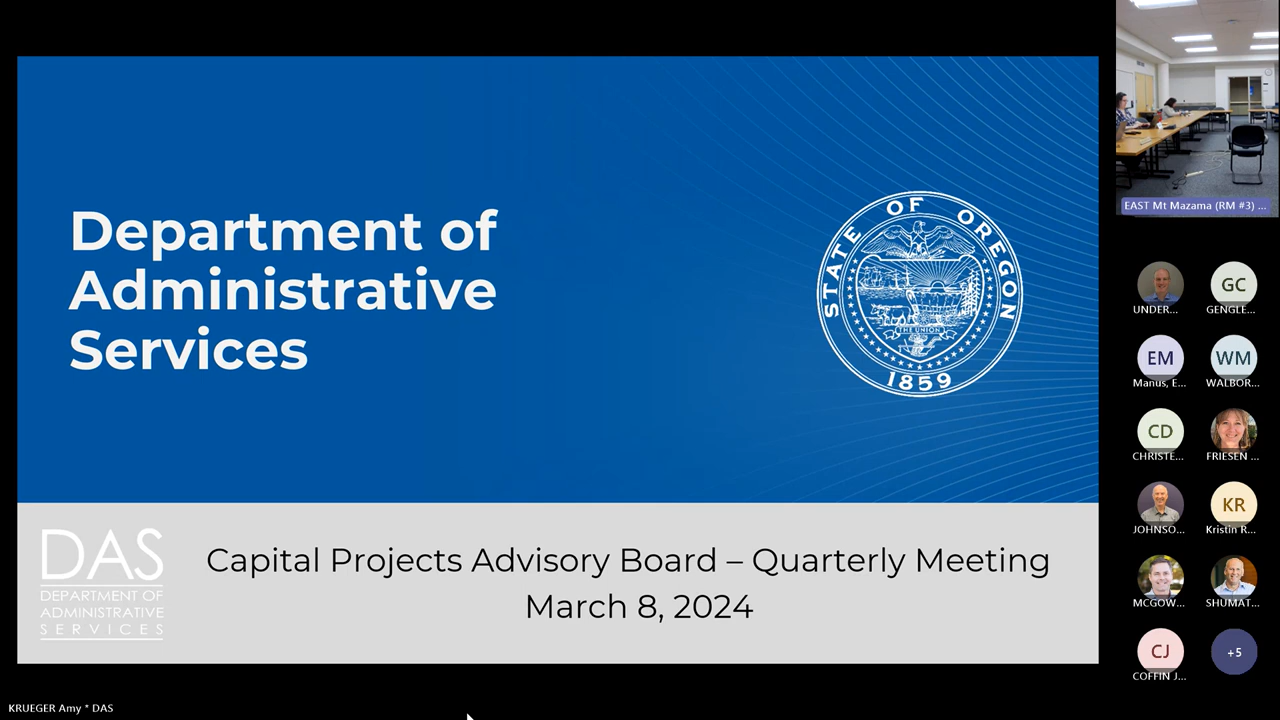 Department of
Administrative
Services
STATE OF OREGON
THE UNION
1859
DAS
DEPARTMENT OF
ADMINISTRATIVE
SERVICES
Capital Projects Advisory Board – Quarterly Meeting
March 8, 2024
KRUEGER Amy * DAS
EAST Mt Mazama (RM #3) ...
UNDER...
GC
GENGLE...
EM
Manus, E...
WM
WALBOR...
CD
CHRISTE...
FRIESEN ...
JOHNSO...
KR
Kristin R...
MCGOW...
SHUMAT...
CJ
COFFIN J...
+5